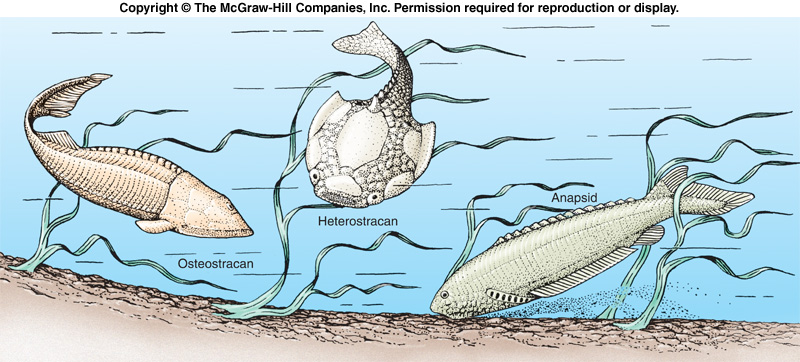 Copyright © The McGraw-Hill Companies, Inc. Permission required for reproduction or display.
Anapsid
Heterostracan
Osteostracan